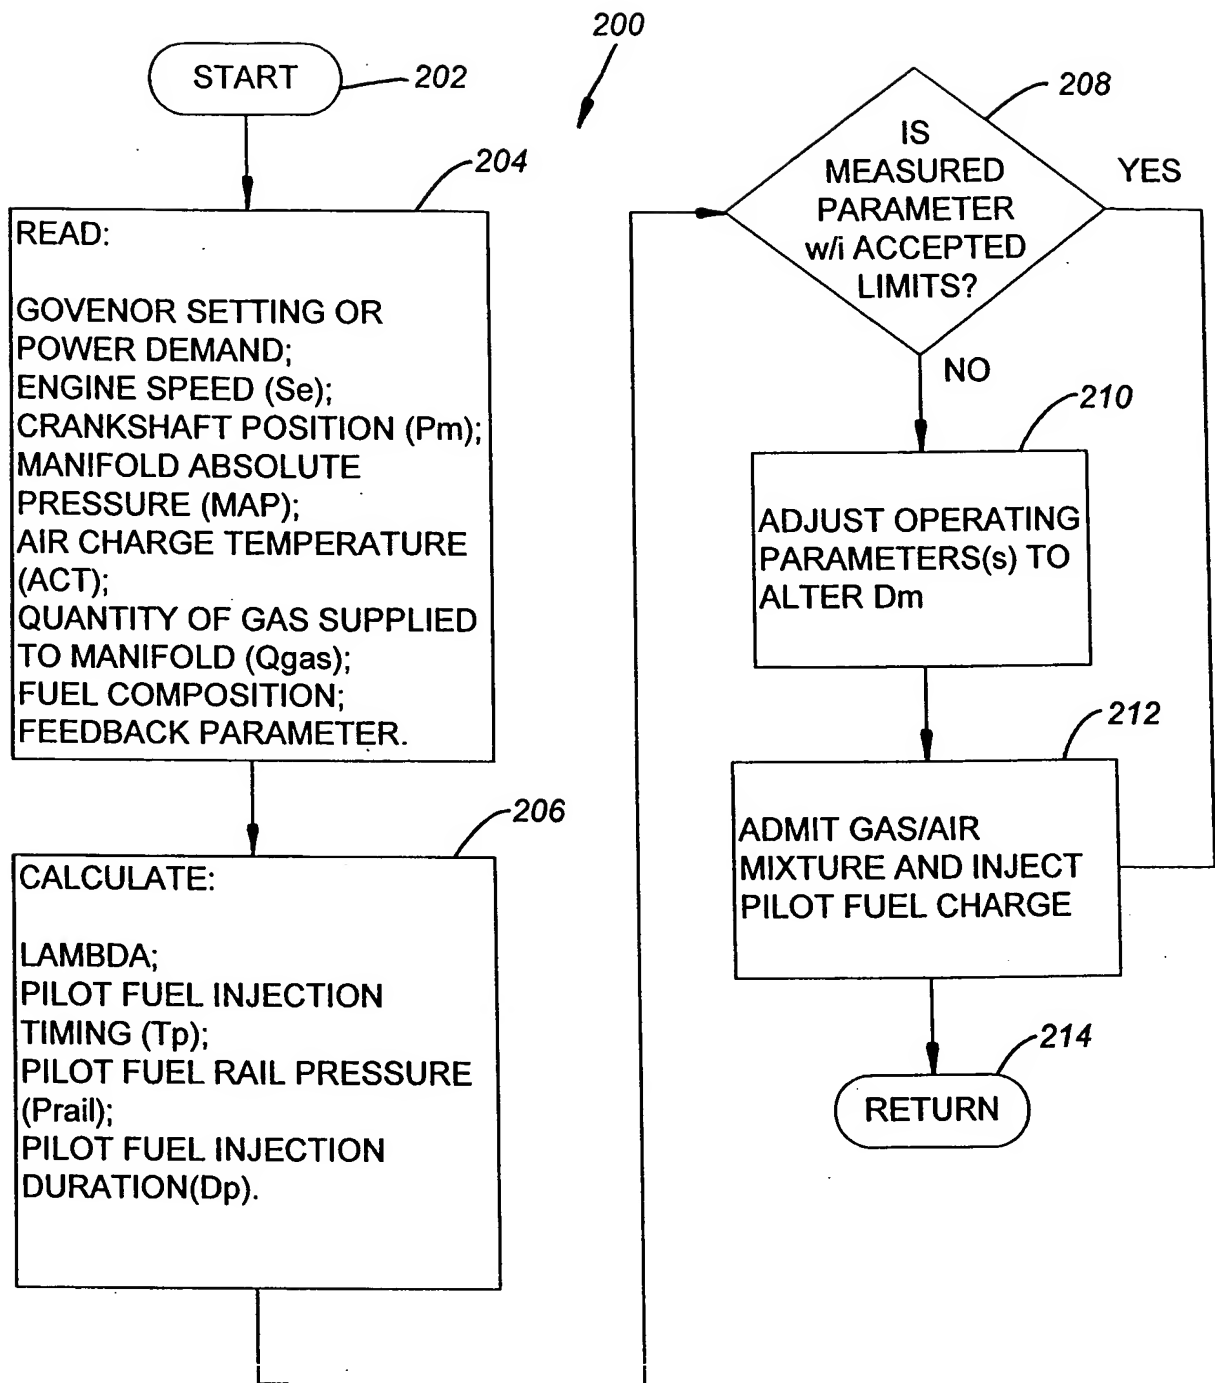 200
START
202
204
READ:
GOVENOR SETTING OR
POWER DEMAND;
ENGINE SPEED (Se);
CRANKSHAFT POSITION (Pm);
MANIFOLD ABSOLUTE
PRESSURE (MAP);
AIR CHARGE TEMPERATURE
(ACT);
QUANTITY OF GAS SUPPLIED
TO MANIFOLD (Qgas);
FUEL COMPOSITION;
FEEDBACK PARAMETER.
206
CALCULATE:
LAMBDA;
PILOT FUEL INJECTION
TIMING (Tp);
PILOT FUEL RAIL PRESSURE
(Prail);
PILOT FUEL INJECTION
DURATION(Dp).
208
IS
MEASURED
PARAMETER
w/i ACCEPTED
LIMITS?
YES
NO
210
ADJUST OPERATING
PARAMETERS(s) TO
ALTER Dm
212
ADMIT GAS/AIR
MIXTURE AND INJECT
PILOT FUEL CHARGE
214
RETURN